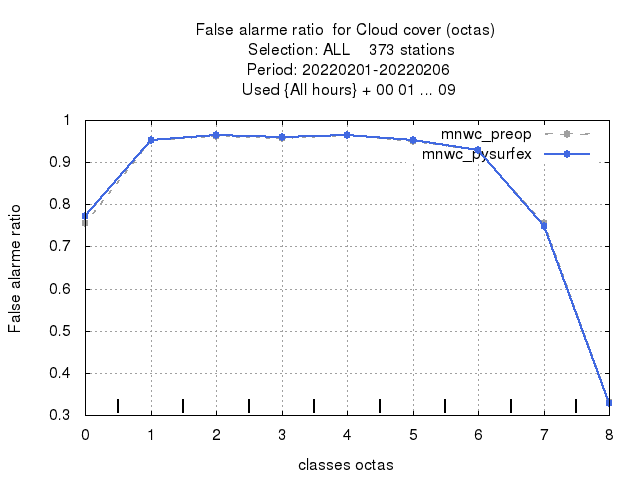 False alarme ratio  for Cloud cover (octas)
Selection: ALL    373 stations
Period: 20220201-20220206
Used {All hours} + 00 01 ... 09
1
0.9
0.8
0.7
0.6
0.5
0.4
0.3
False alarme ratio
mnwc_preop
mnwc_pysurfex
0 1 2 3 4 5 6 7 8
classes octas